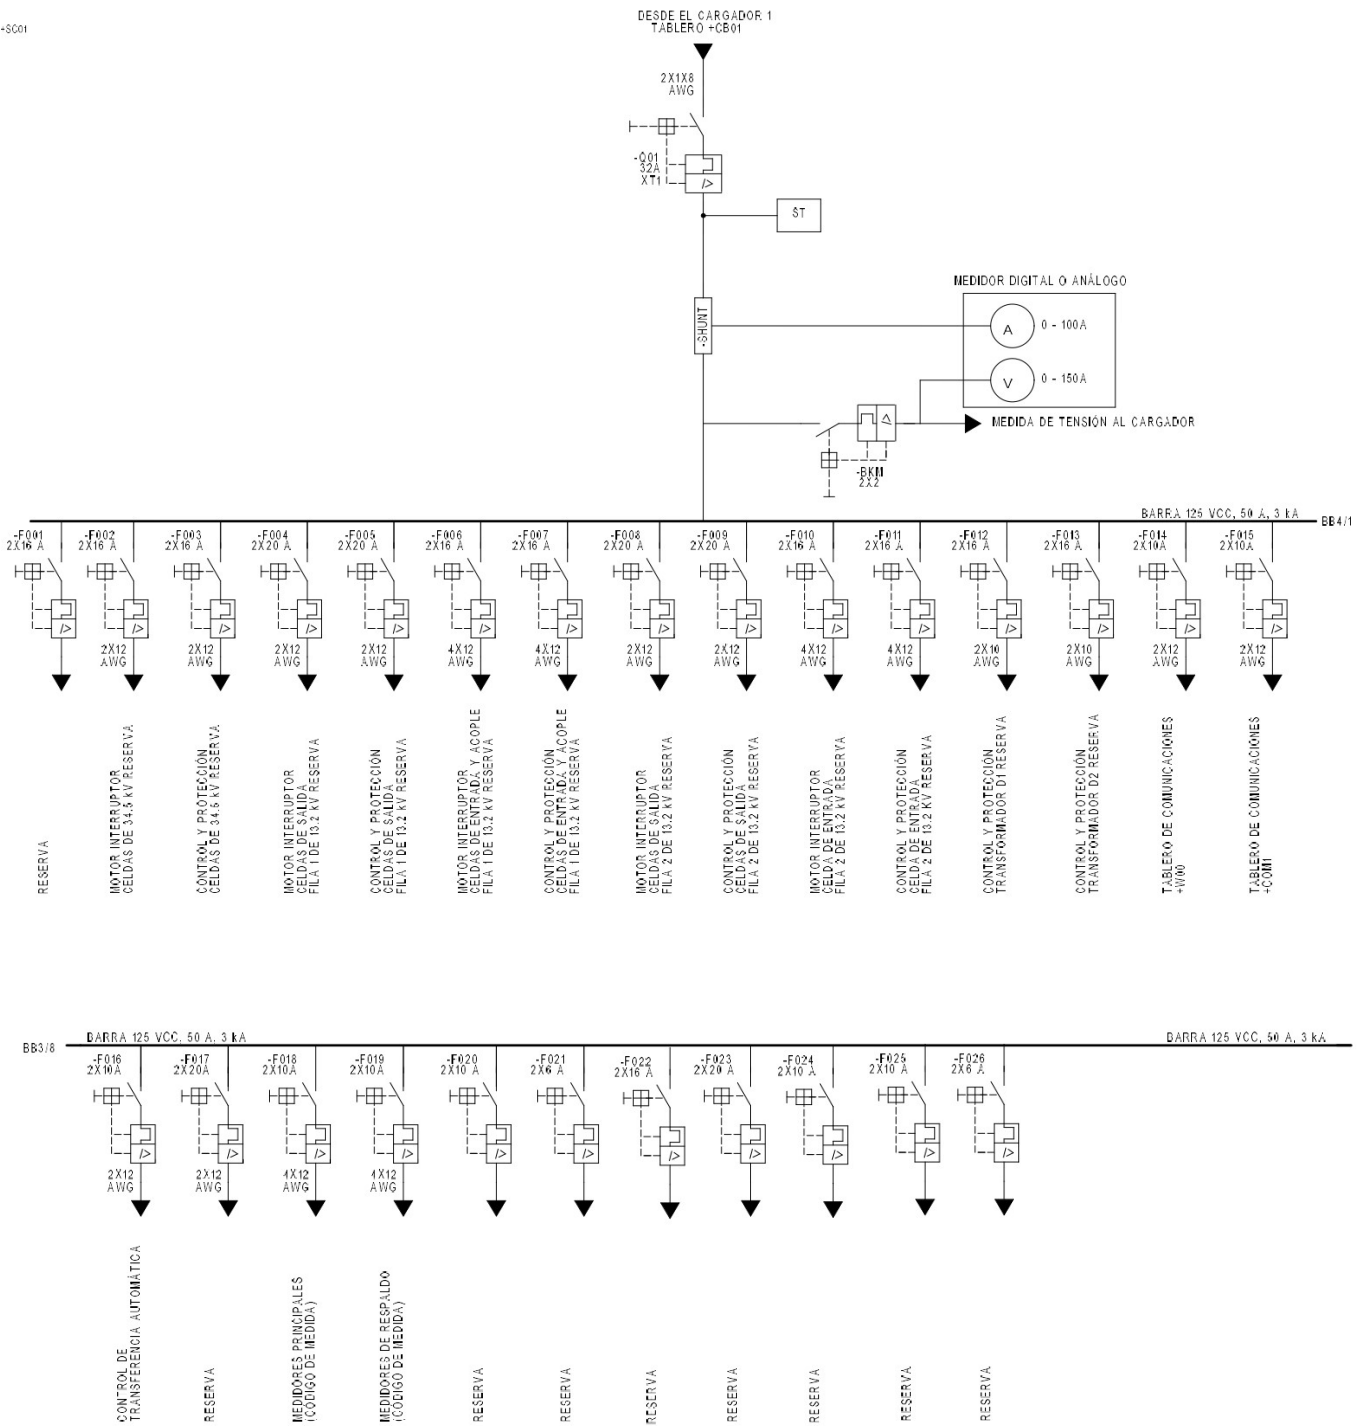 +SC01
DESDE EL CARGADOR 1
TABLERO +CB01
2X1X8
AWG
-Q01
32A
XT1
I>
ST
-SHUNT
MEDIDOR DIGITAL O ANÁLOGO
A
0 - 100A
V
0 - 150A
MEDIDA DE TENSIÓN AL CARGADOR
I>
-BKM
2X2
BARRA 125 VCC, 50 A, 3 kA
BB4/1
-F001
2X16 A
I>
RESERVA
-F002
2X16 A
I>
2X12
AWG
MOTOR INTERRUPTOR
CELDAS DE 34.5 kV RESERVA
-F003
2X16 A
I>
2X12
AWG
CONTROL Y PROTECCIÓN
CELDAS DE 34.5 kV RESERVA
-F004
2X20 A
I>
2X12
AWG
MOTOR INTERRUPTOR
CELDAS DE SALIDA
FILA 1 DE 13.2 kV RESERVA
-F005
2X20 A
I>
2X12
AWG
CONTROL Y PROTECCIÓN
CELDAS DE SALIDA
FILA 1 DE 13.2 kV RESERVA
-F006
2X16 A
I>
4X12
AWG
MOTOR INTERRUPTOR
CELDAS DE ENTRADA Y ACOPLE
FILA 1 DE 13.2 kV RESERVA
-F007
2X16 A
I>
4X12
AWG
CONTROL Y PROTECCIÓN
CELDAS DE ENTRADA Y ACOPLE
FILA 1 DE 13.2 kV RESERVA
-F008
2X20 A
I>
2X12
AWG
MOTOR INTERRUPTOR
CELDAS DE SALIDA
FILA 2 DE 13.2 kV RESERVA
-F009
2X20 A
I>
2X12
AWG
CONTROL Y PROTECCIÓN
CELDAS DE SALIDA
FILA 2 DE 13.2 kV RESERVA
-F010
2X16 A
I>
4X12
AWG
MOTOR INTERRUPTOR
CELDA DE ENTRADA
FILA 2 DE 13.2 kV RESERVA
-F011
2X16 A
I>
4X12
AWG
CONTROL Y PROTECCIÓN
CELDA DE ENTRADA
FILA 2 DE 13.2 kV RESERVA
-F012
2X16 A
I>
2X10
AWG
CONTROL Y PROTECCIÓN
TRANSFORMADOR D1 RESERVA
-F013
2X16 A
I>
2X10
AWG
CONTROL Y PROTECCIÓN
TRANSFORMADOR D2 RESERVA
-F014
2X10A
I>
2X12
AWG
TABLERO DE COMUNICACIONES
+W00
-F015
2X10A
I>
2X12
AWG
TABLERO DE COMUNICACIONES
+COM1
BB3/8
BARRA 125 VCC, 50 A, 3 kA
BARRA 125 VCC, 50 A, 3 kA
-F016
2X10A
I>
2X12
AWG
CONTROL DE
TRANSFERENCIA AUTOMÁTICA
-F017
2X20A
I>
2X12
AWG
RESERVA
-F018
2X10A
I>
4X12
AWG
MEDIDORES PRINCIPALES
(CÓDIGO DE MEDIDA)
-F019
2X10A
I>
4X12
AWG
MEDIDORES DE RESPALDO
(CÓDIGO DE MEDIDA)
-F020
2X10 A
I>
RESERVA
-F021
2X6 A
I>
RESERVA
-F022
2X16 A
I>
RESERVA
-F023
2X20 A
I>
RESERVA
-F024
2X10 A
I>
RESERVA
-F025
2X10 A
I>
RESERVA
-F026
2X6 A
I>
RESERVA